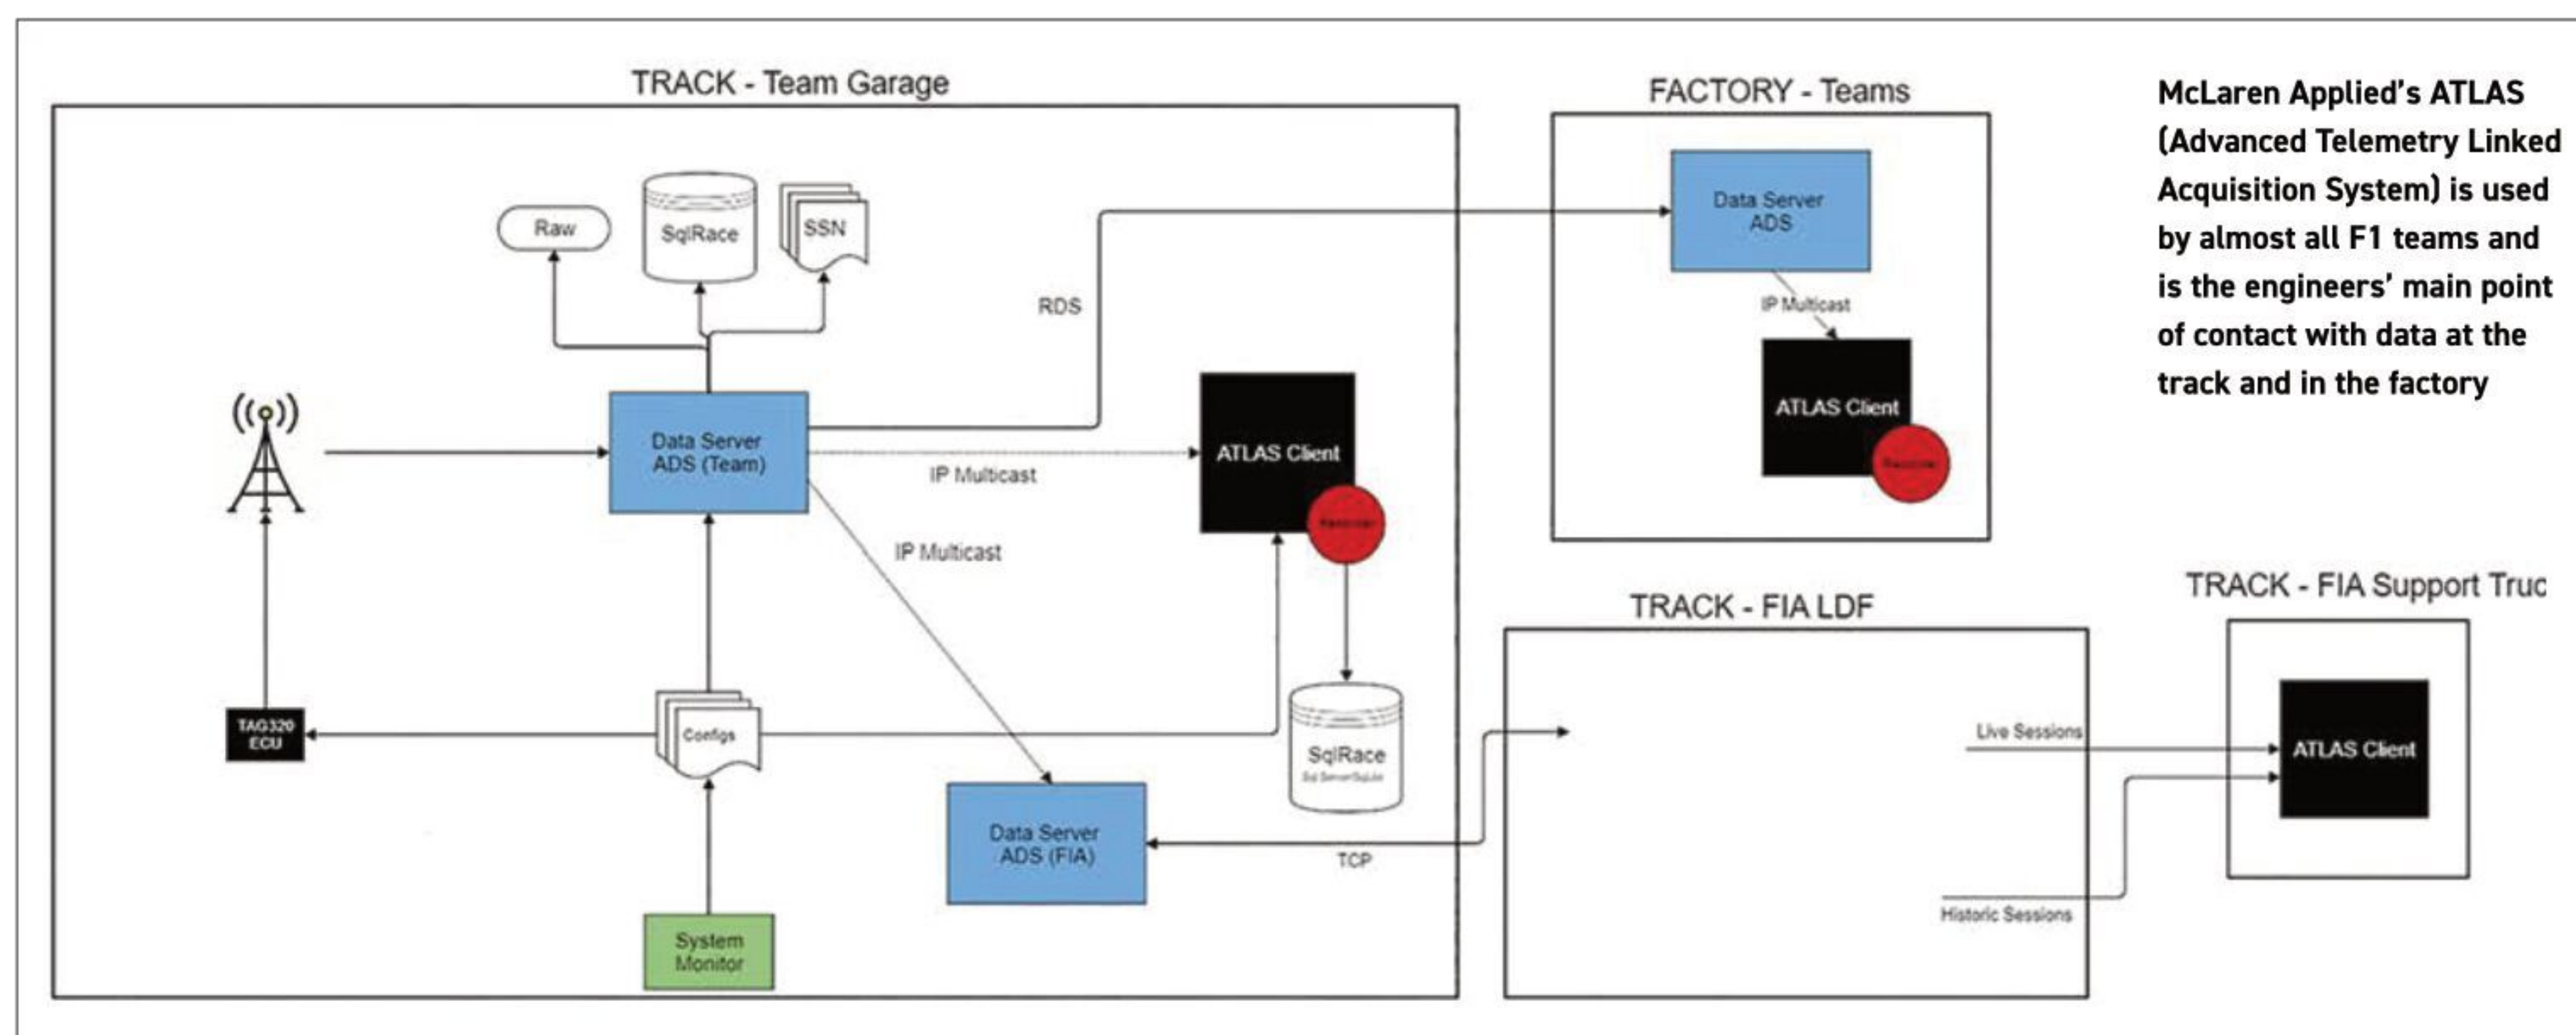 TRACK - Team Garage
Raw
SqlRace
SSN
RDS
Data Server
ADS (Team)
IP Multicast
IP Multicast
ATLAS Client
TAG320
ECU
Configs
SqlRace
Data Server
ADS (FIA)
TCP
System
Monitor
FACTORY - Teams
Data Server
ADS
IP Multicast
ATLAS Client
McLaren Applied's ATLAS
(Advanced Telemetry Linked
Acquisition System) is used
by almost all F1 teams and
is the engineers' main point
of contact with data at the
track and in the factory
TRACK - FIA LDF
Live Sessions
Historic Sessions
TRACK - FIA Support Truc
ATLAS Client